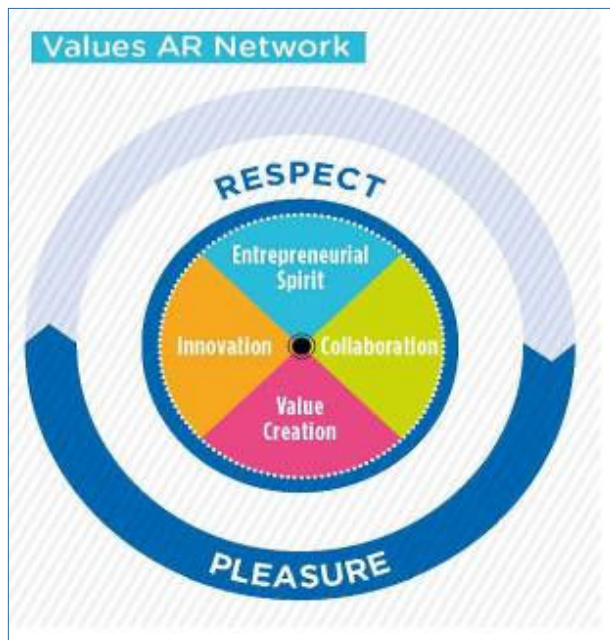 Values AR Network
RESPECT
Entrepreneurial
Spirit
Innovation
Collaboration
Value
Creation
PLEASURE